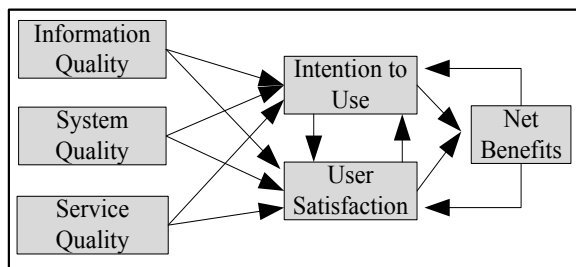 Information
Quality
System
Quality
Service
Quality
Intention to
Use
User
Satisfaction
Net
Benefits